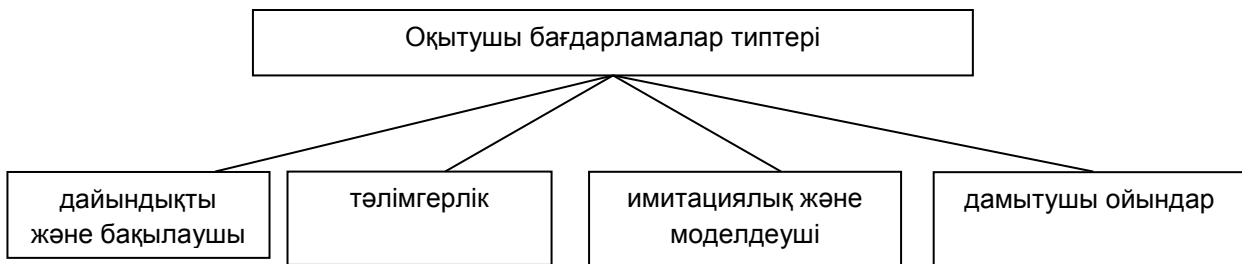 Оқытушы бағдарламалар типтері
дайындықты
және бақылаушы
тәлімгерлік
имитациялық және
моделдеуші
дамытушы ойындар